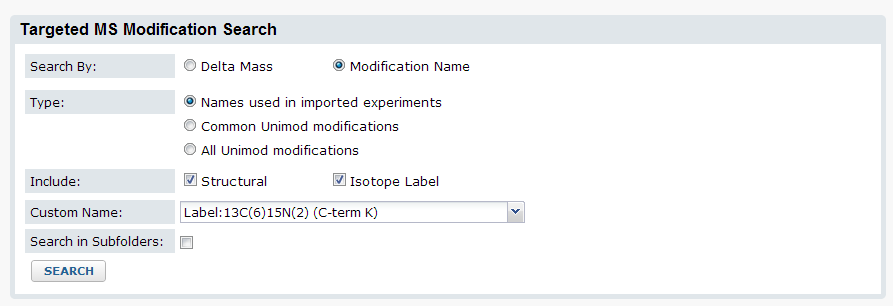 Targeted MS Modification Search
Search By: Delta Mass Modification Name
Type: Names used in imported experiments
Common Unimod modifications
All Unimod modifications
Include: Structural Isotope Label
Custom Name: Label:13C(6)15N(2) (C-term K)
Search in Subfolders:
SEARCH